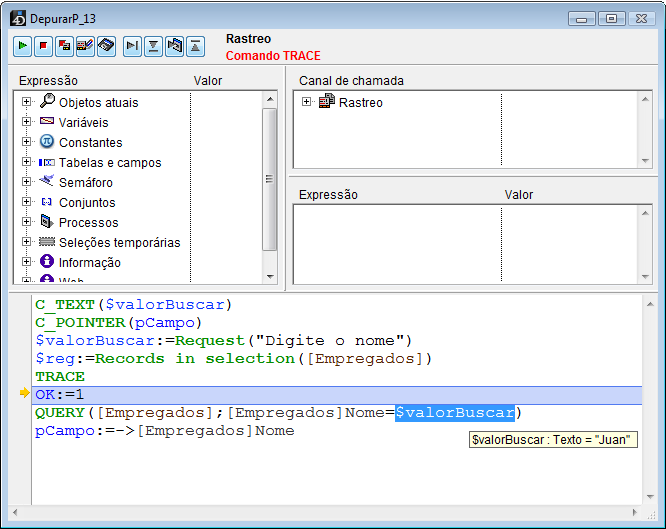 DepurarP_13
Rastreo
Comando TRACE
Expressão Valor
Objetos atuais
Variáveis
Constantes
Tabelas e campos
Semáforo
Conjuntos
Processos
Seleções temporárias
Informação
Web
Canal de chamada
Rastreo
Expressão Valor
C_TEXT($valorBuscar)
C_POINTER(pCampo)
$valorBuscar:=Request("Digite o nome")
$reg:=Records in selection([Empregados])
TRACE
OK:=1
QUERY([Empregados];[Empregados]Nome=$valorBuscar)
pCampo:=->[Empregados]Nome
$valorBuscar : Texto = "Juan"